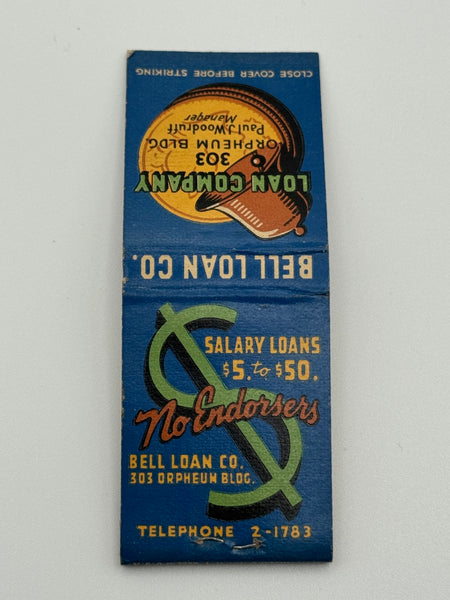 CLOSE COVER BEFORE STRIKING
LOAN COMPANY
303
ORPHEUM BLDG
Paul J Woodruff
Manager
BELL LOAN CO.
SALARY LOANS
$5. to $50.
No Endorsers
BELL LOAN CO.
303 ORPHEUM BLDG.
TELEPHONE 2-1783